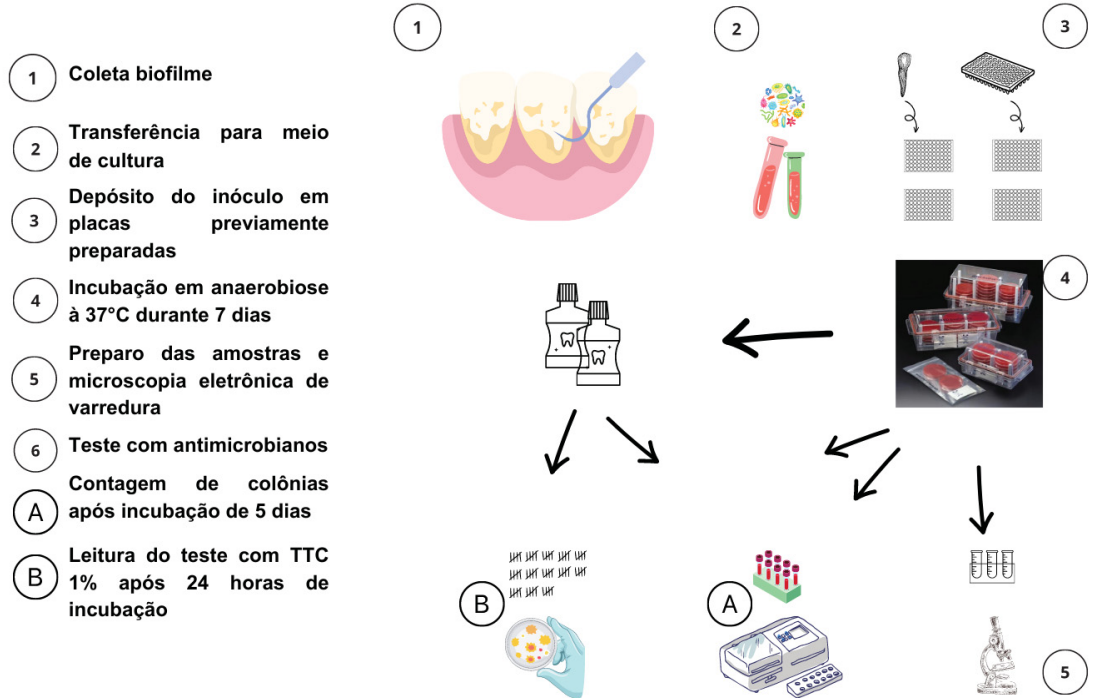 1 Coleta biofilme
2 Transferência para meio
de cultura
3 Depósito do inóculo em
placas previamente
preparadas
4 Incubação em anaerobiose
à 37°C durante 7 dias
5 Preparo das amostras e
microscopia eletrônica de
varredura
6 Teste com antimicrobianos
A Contagem de colônias
após incubação de 5 dias
B Leitura do teste com TTC
1% após 24 horas de
incubação
1
2
3
4
B
A
5